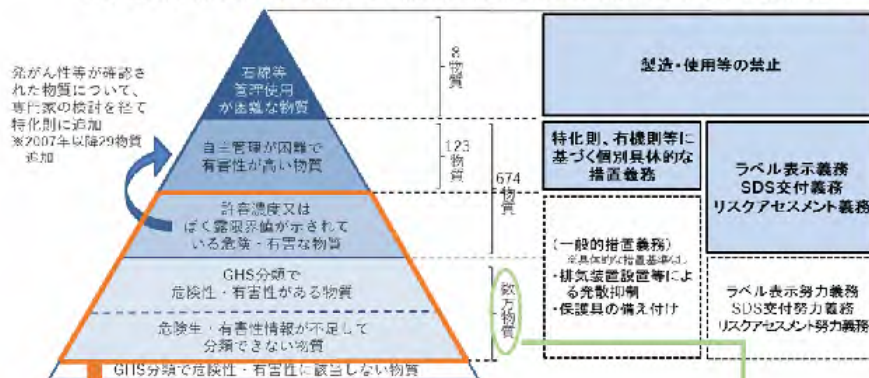 発がん性等が確認され
た物質について、
専門家の検討を経て
特化則に追加
※2007年以降29物質
追加
石綿等
管理使用
が困難な物質
自主管理が困難で
有害性が高い物質
許容濃度又は
ばく露限界値が示されて
いる危険・有害な物質
GHS分類で
危険性・有害性がある物質
危険生・有害性情報が不足して
分類できない物質
GHS分類で危険性・有害性に該当しない物質
8
物質
123
物質
674
物質
数万物質
製造・使用等の禁止
特化則、有機則等に
基づく個別具体的な
措置義務
(一般的措置義務)
※具体的な措置基準なし
・排気装置設置等によ
る発散抑制
・保護具の備え付け
ラベル表示義務
SDS交付義務
リスクアセスメント義務
ラベル表示努力義務
SDS交付努力義務
リスクアセスメント努力義務